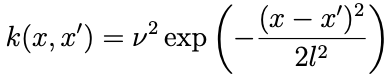 k(x, x′) = ν² exp(−(x − x′)²/2l²)